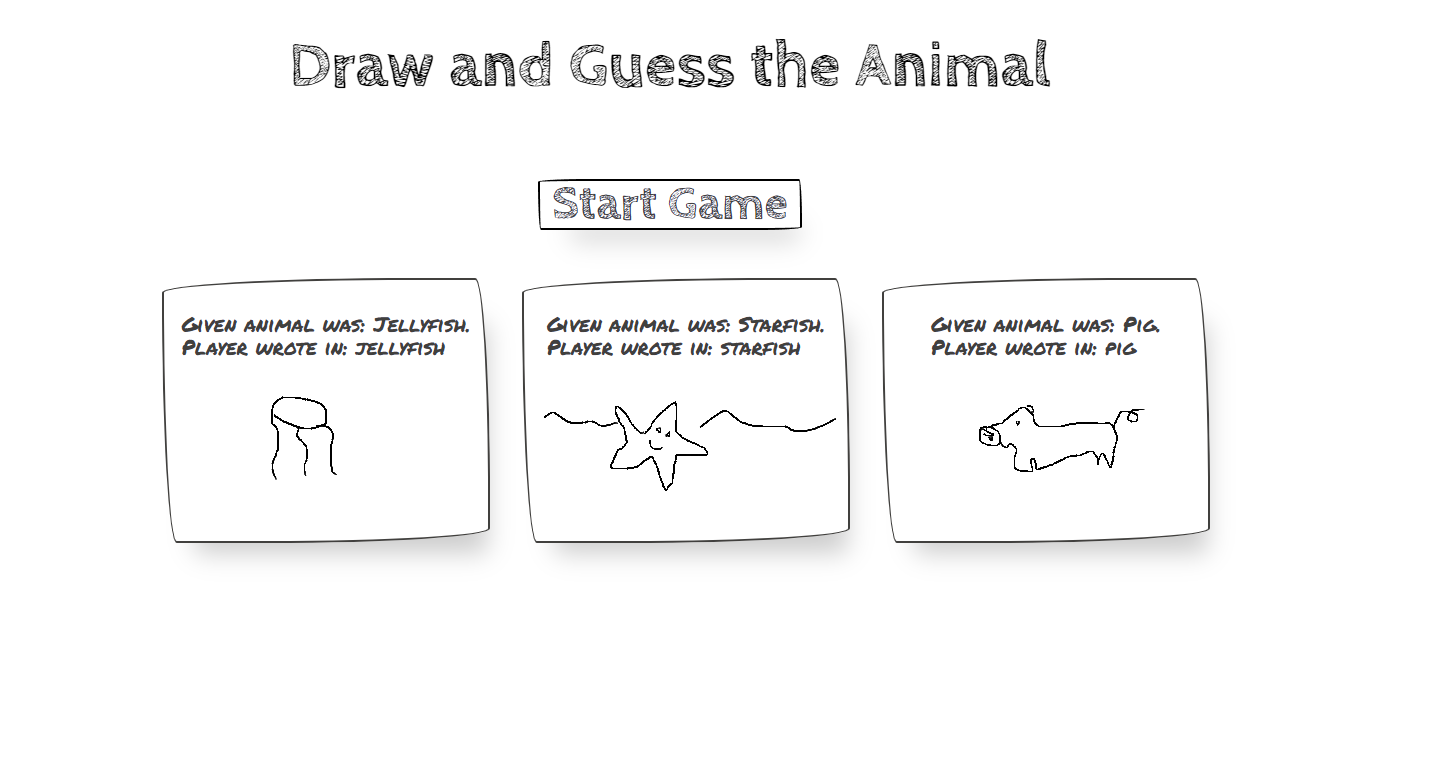 Draw and Guess the Animal
Start Game
Given animal was: Jellyfish.
Player wrote in: jellyfish
Given animal was: Starfish.
Player wrote in: starfish
Given animal was: Pig.
Player wrote in: pig